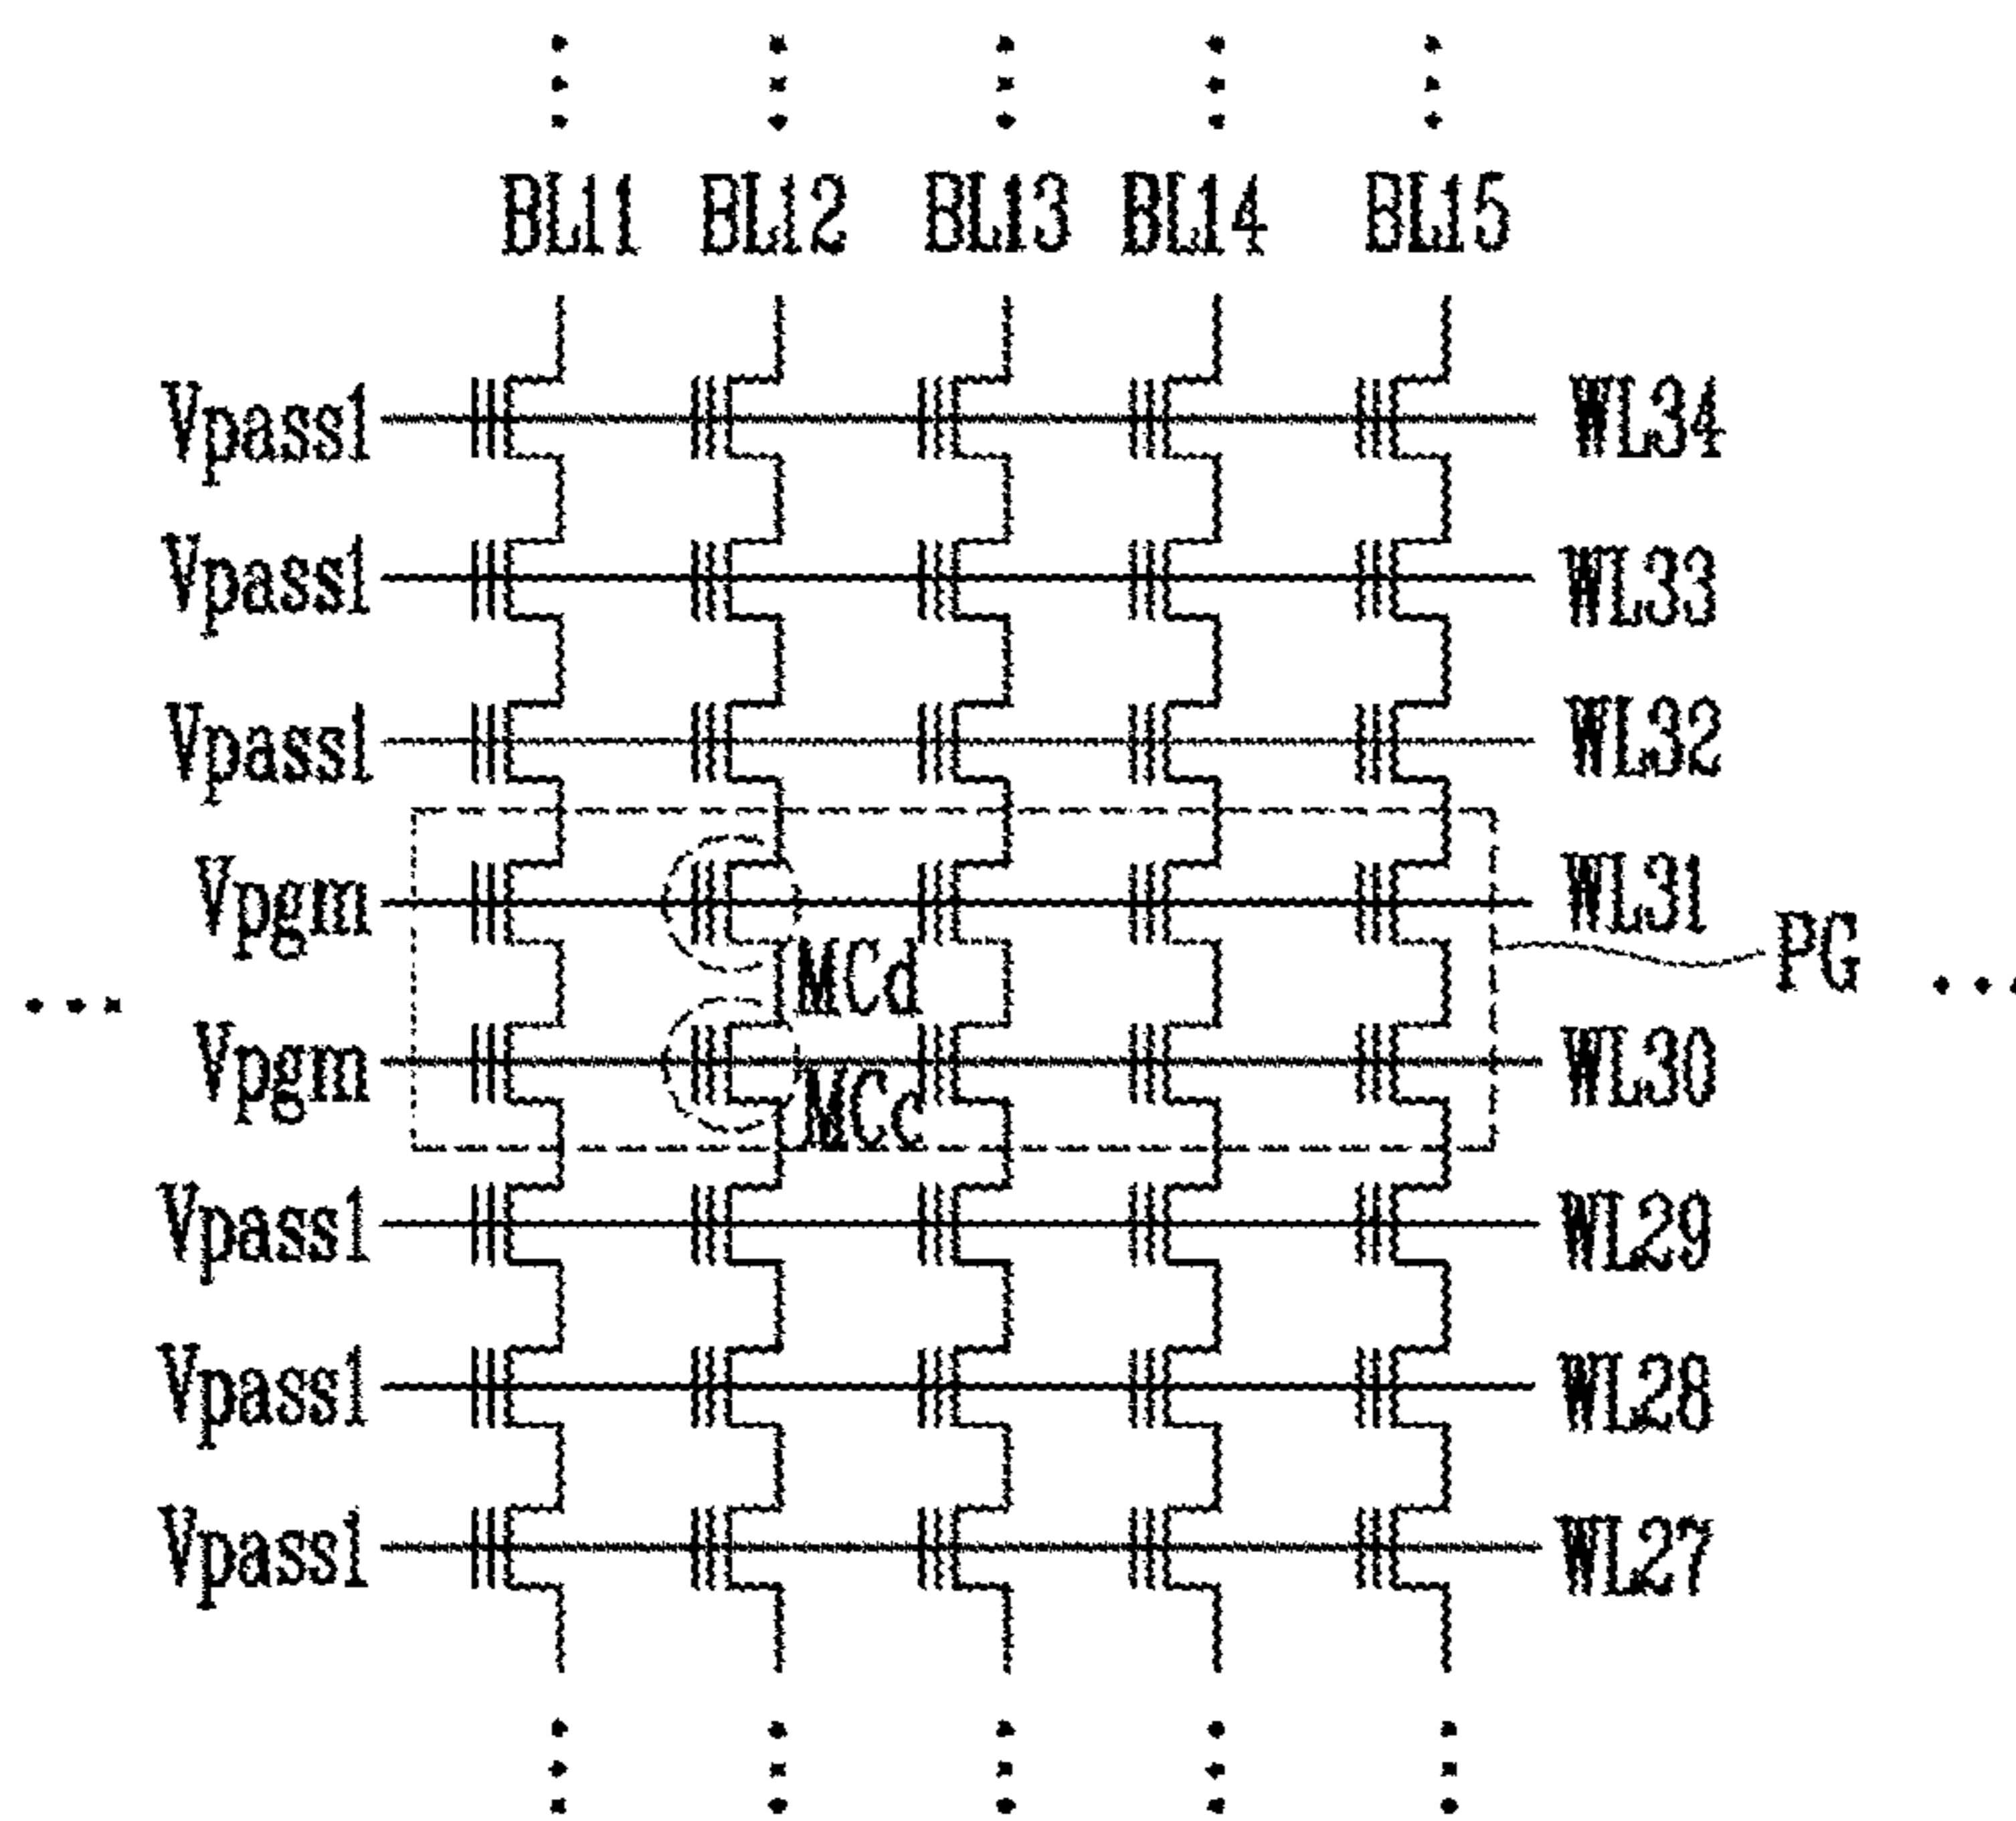 BL11 BL12 BL13 BL14 BL15
Vpass1 WL34
Vpass1 WL33
Vpass1 WL32
Vpgm WL31
MCd
PG
Vpgm WL30
MCc
Vpass1 WL29
Vpass1 WL28
Vpass1 WL27